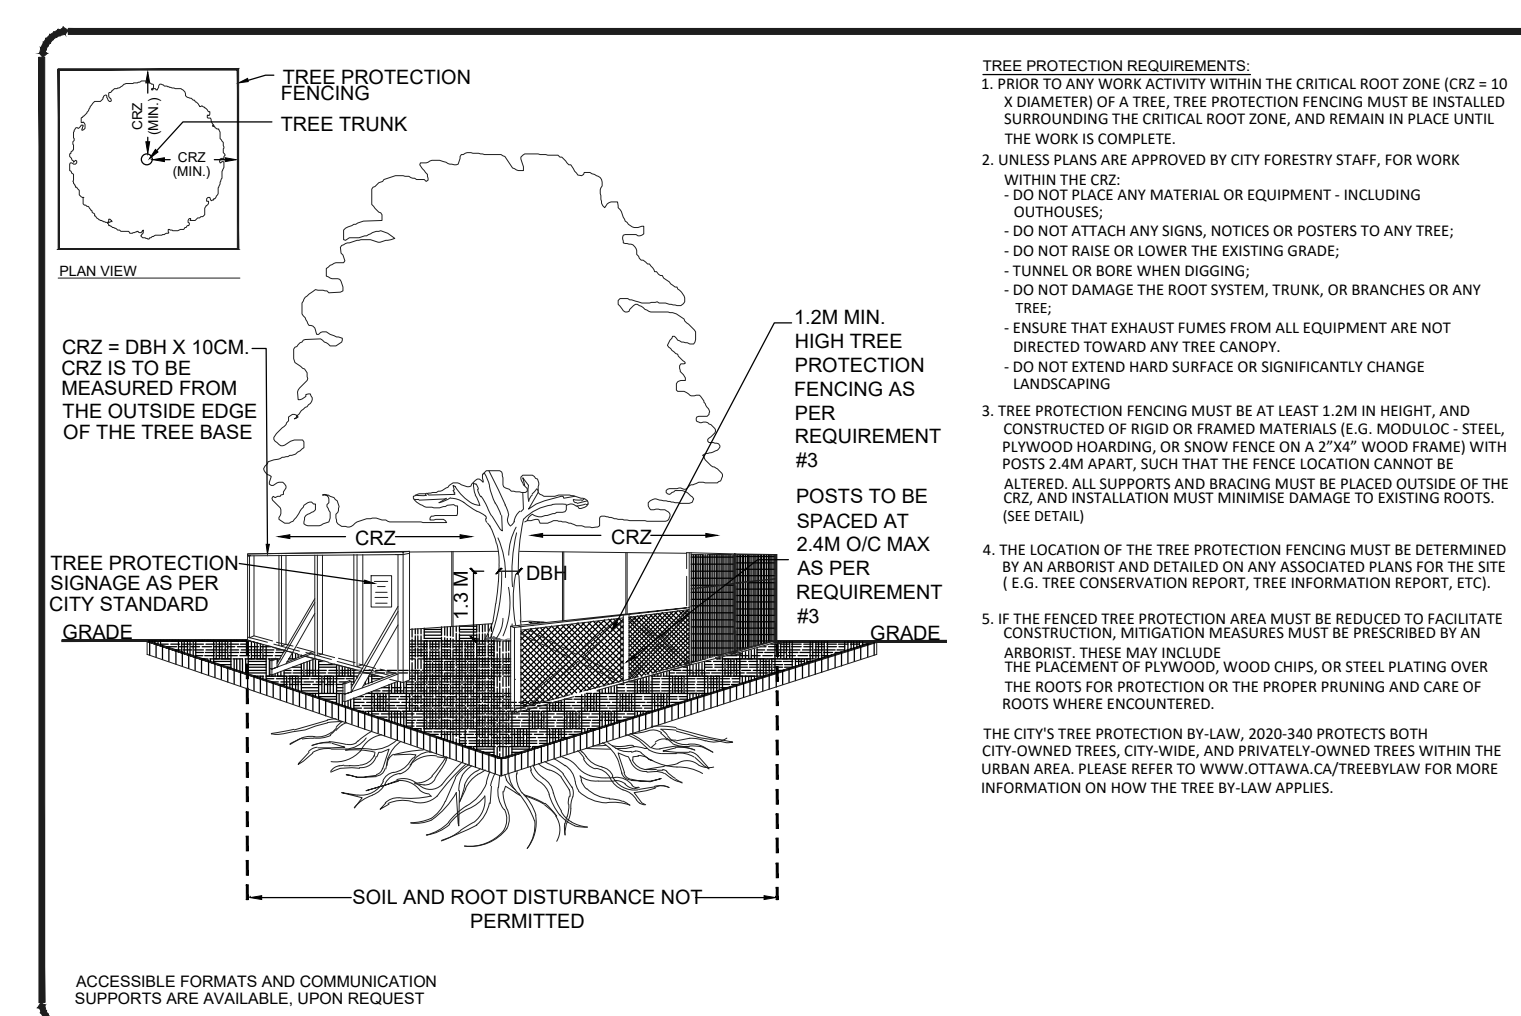 TREE PROTECTION
FENCING
TREE TRUNK
CRZ
(MIN.)
CRZ
(MIN.)
PLAN VIEW
CRZ = DBH X 10CM.
CRZ IS TO BE
MEASURED FROM
THE OUTSIDE EDGE
OF THE TREE BASE
TREE PROTECTION
SIGNAGE AS PER
CITY STANDARD
GRADE
CRZ
CRZ
DBH
1.3 M
1.2M MIN.
HIGH TREE
PROTECTION
FENCING AS
PER
REQUIREMENT
#3
POSTS TO BE
SPACED AT
2.4M O/C MAX
AS PER
REQUIREMENT
#3
GRADE
SOIL AND ROOT DISTURBANCE NOT
PERMITTED
ACCESSIBLE FORMATS AND COMMUNICATION
SUPPORTS ARE AVAILABLE, UPON REQUEST
TREE PROTECTION REQUIREMENTS:
1. PRIOR TO ANY WORK ACTIVITY WITHIN THE CRITICAL ROOT ZONE (CRZ = 10
X DIAMETER) OF A TREE, TREE PROTECTION FENCING MUST BE INSTALLED
SURROUNDING THE CRITICAL ROOT ZONE, AND REMAIN IN PLACE UNTIL
THE WORK IS COMPLETE.
2. UNLESS PLANS ARE APPROVED BY CITY FORESTRY STAFF, FOR WORK
WITHIN THE CRZ:
- DO NOT PLACE ANY MATERIAL OR EQUIPMENT - INCLUDING
OUTHOUSES;
- DO NOT ATTACH ANY SIGNS, NOTICES OR POSTERS TO ANY TREE;
- DO NOT RAISE OR LOWER THE EXISTING GRADE;
- TUNNEL OR BORE WHEN DIGGING;
- DO NOT DAMAGE THE ROOT SYSTEM, TRUNK, OR BRANCHES OR ANY
TREE;
- ENSURE THAT EXHAUST FUMES FROM ALL EQUIPMENT ARE NOT
DIRECTED TOWARD ANY TREE CANOPY.
- DO NOT EXTEND HARD SURFACE OR SIGNIFICANTLY CHANGE
LANDSCAPING
3. TREE PROTECTION FENCING MUST BE AT LEAST 1.2M IN HEIGHT, AND
CONSTRUCTED OF RIGID OR FRAMED MATERIALS (E.G. MODULOC - STEEL,
PLYWOOD HOARDING, OR SNOW FENCE ON A 2”X4” WOOD FRAME) WITH
POSTS 2.4M APART, SUCH THAT THE FENCE LOCATION CANNOT BE
ALTERED. ALL SUPPORTS AND BRACING MUST BE PLACED OUTSIDE OF THE
CRZ, AND INSTALLATION MUST MINIMISE DAMAGE TO EXISTING ROOTS.
(SEE DETAIL)
4. THE LOCATION OF THE TREE PROTECTION FENCING MUST BE DETERMINED
BY AN ARBORIST AND DETAILED ON ANY ASSOCIATED PLANS FOR THE SITE
( E.G. TREE CONSERVATION REPORT, TREE INFORMATION REPORT, ETC).
5. IF THE FENCED TREE PROTECTION AREA MUST BE REDUCED TO FACILITATE
CONSTRUCTION, MITIGATION MEASURES MUST BE PRESCRIBED BY AN
ARBORIST. THESE MAY INCLUDE
THE PLACEMENT OF PLYWOOD, WOOD CHIPS, OR STEEL PLATING OVER
THE ROOTS FOR PROTECTION OR THE PROPER PRUNING AND CARE OF
ROOTS WHERE ENCOUNTERED.
THE CITY'S TREE PROTECTION BY-LAW, 2020-340 PROTECTS BOTH
CITY-OWNED TREES, CITY-WIDE, AND PRIVATELY-OWNED TREES WITHIN THE
URBAN AREA. PLEASE REFER TO WWW.OTTAWA.CA/TREEBYLAW FOR MORE
INFORMATION ON HOW THE TREE BY-LAW APPLIES.